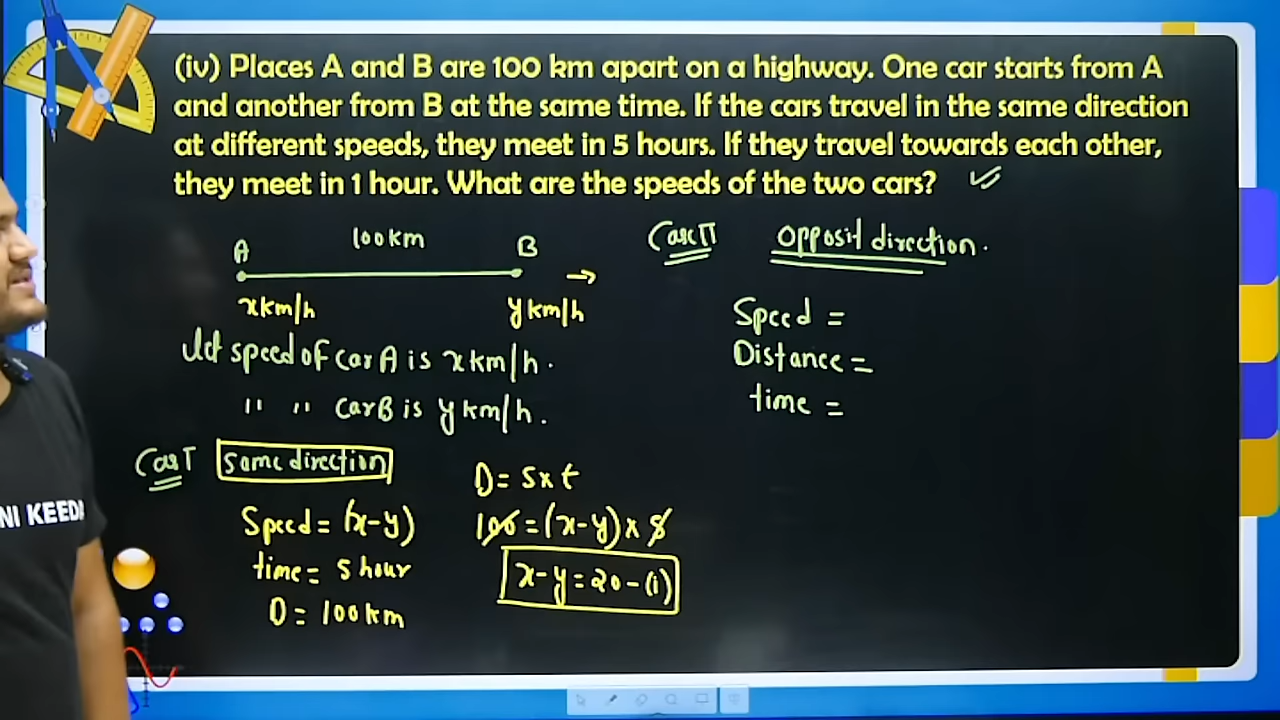 (iv) Places A and B are 100 km apart on a highway. One car starts from A
and another from B at the same time. If the cars travel in the same direction
at different speeds, they meet in 5 hours. If they travel towards each other,
they meet in 1 hour. What are the speeds of the two cars?
A 100km B
x km/h y km/h
Let speed of car A is x km/h.
" " car B is y km/h.
Case I same direction
Speed = (x-y)
time = 5 hour
D = 100 km
D = s x t
100 = (x-y) x 5
x-y = 20 - (i)
Case II opposit direction.
Speed =
Distance =
time =
NI KEEDA